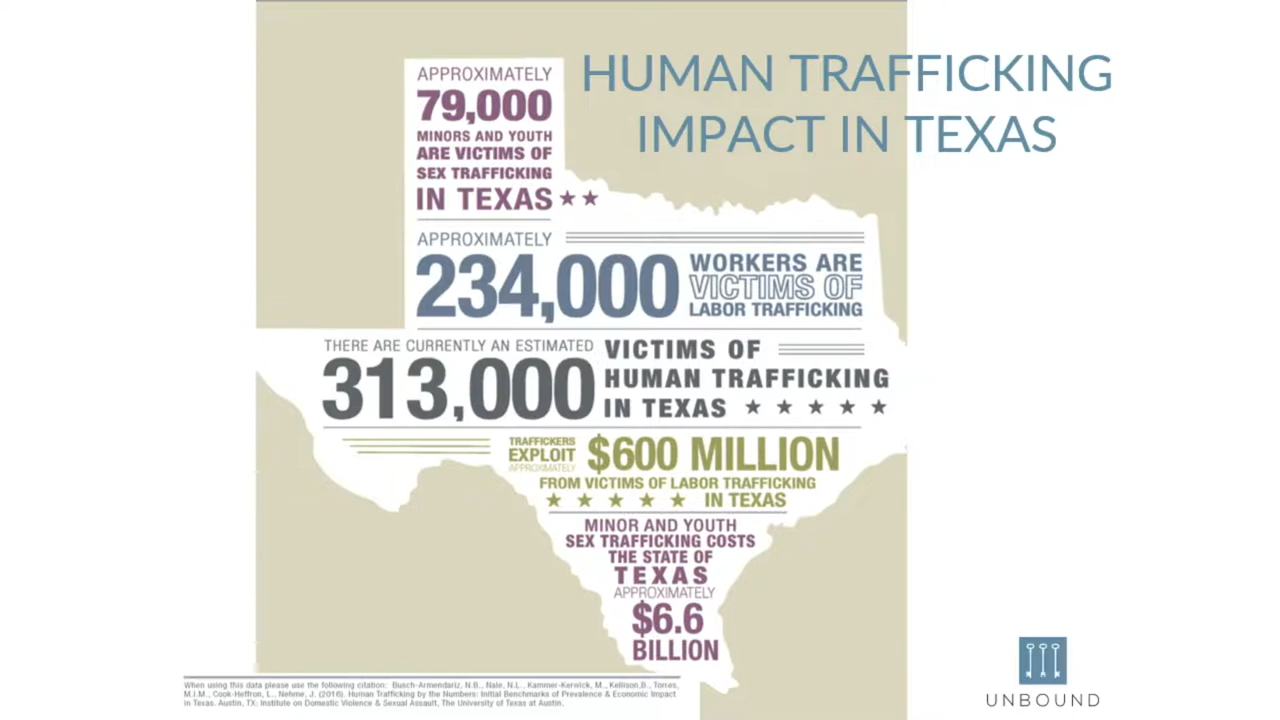 HUMAN TRAFFICKING
IMPACT IN TEXAS
APPROXIMATELY
79,000
MINORS AND YOUTH
ARE VICTIMS OF
SEX TRAFFICKING
IN TEXAS
APPROXIMATELY
234,000
WORKERS ARE
VICTIMS OF
LABOR TRAFFICKING
THERE ARE CURRENTLY AN ESTIMATED
313,000
VICTIMS OF
HUMAN TRAFFICKING
IN TEXAS
TRAFFICKERS
EXPLOIT
APPROXIMATELY
$600 MILLION
FROM VICTIMS OF LABOR TRAFFICKING
IN TEXAS
MINOR AND YOUTH
SEX TRAFFICKING COSTS
THE STATE OF
TEXAS
APPROXIMATELY
$6.6
BILLION
When using this data please use the following citation: Busch-Armendariz, N.B., Nale, N.L., Kammer-Kerwick, M., Kellison,B., Torres,
M.I.M., Cook-Heffron, L., Nehme, J. (2016). Human Trafficking by the Numbers: Initial Benchmarks of Prevalence & Economic Impact
in Texas. Austin, TX: Institute on Domestic Violence & Sexual Assault, The University of Texas at Austin.
UNBOUND